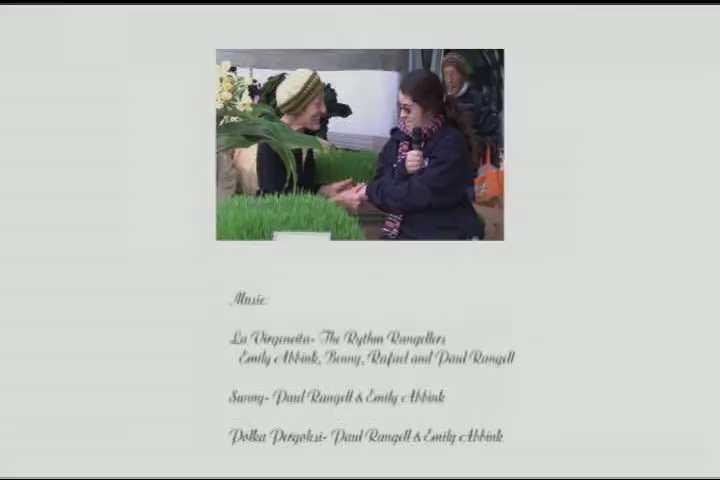 Music:
La Virgencita- The Rythm Rangellers
Emily Abbink, Benny, Rafael and Paul Rangell
Sunny- Paul Rangell & Emily Abbink
Polka Pergolesi- Paul Rangell & Emily Abbink